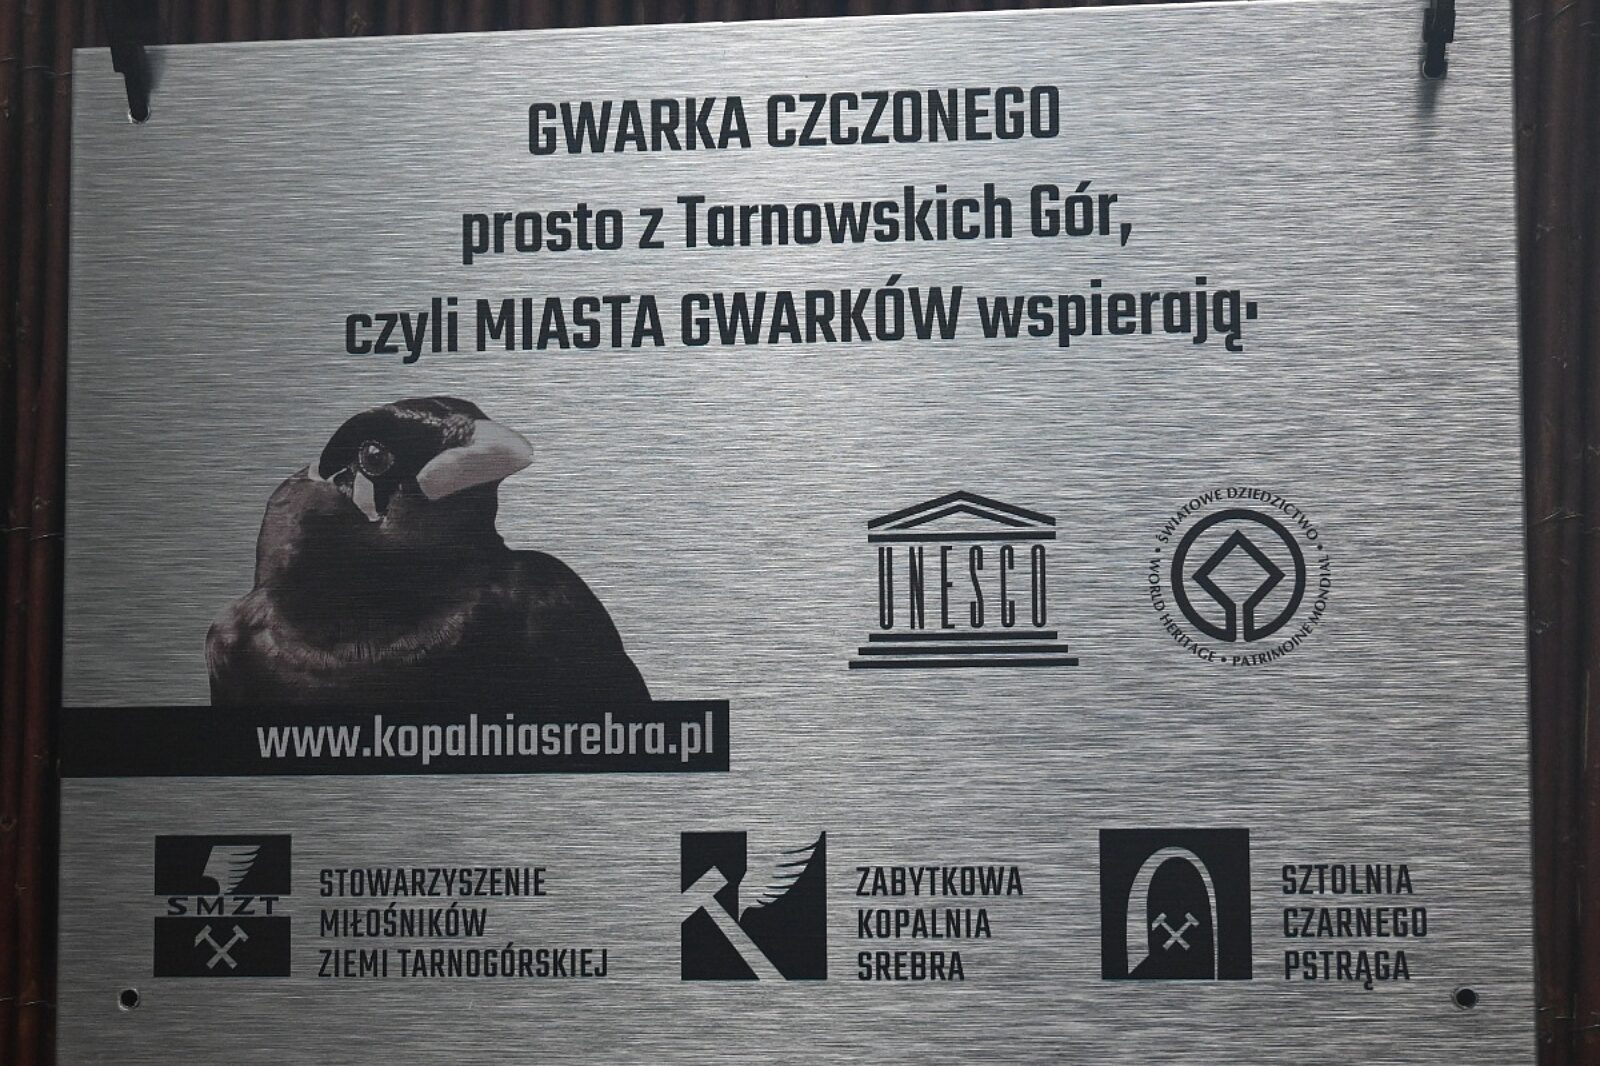 GWARKA CZCZONEGO
prosto z Tarnowskich Gór,
czyli MIASTA GWARKÓW wspierają:
UNESCO
ŚWIATOWE DZIEDZICTWO • WORLD HERITAGE • PATRIMOINE MONDIAL •
www.kopalniasrebra.pl
SMZT
STOWARZYSZENIE
MIŁOŚNIKÓW
ZIEMI TARNOGÓRSKIEJ
ZABYTKOWA
KOPALNIA
SREBRA
SZTOLNIA
CZARNEGO
PSTRĄGA